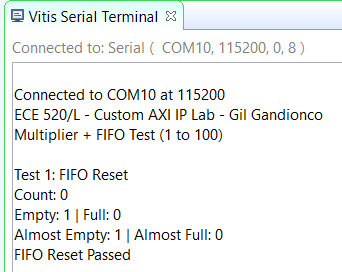 Vitis Serial Terminal
Connected to: Serial ( COM10, 115200, 0, 8 )
Connected to COM10 at 115200
ECE 520/L - Custom AXI IP Lab - Gil Gandionco
Multiplier + FIFO Test (1 to 100)
Test 1: FIFO Reset
Count: 0
Empty: 1 | Full: 0
Almost Empty: 1 | Almost Full: 0
FIFO Reset Passed